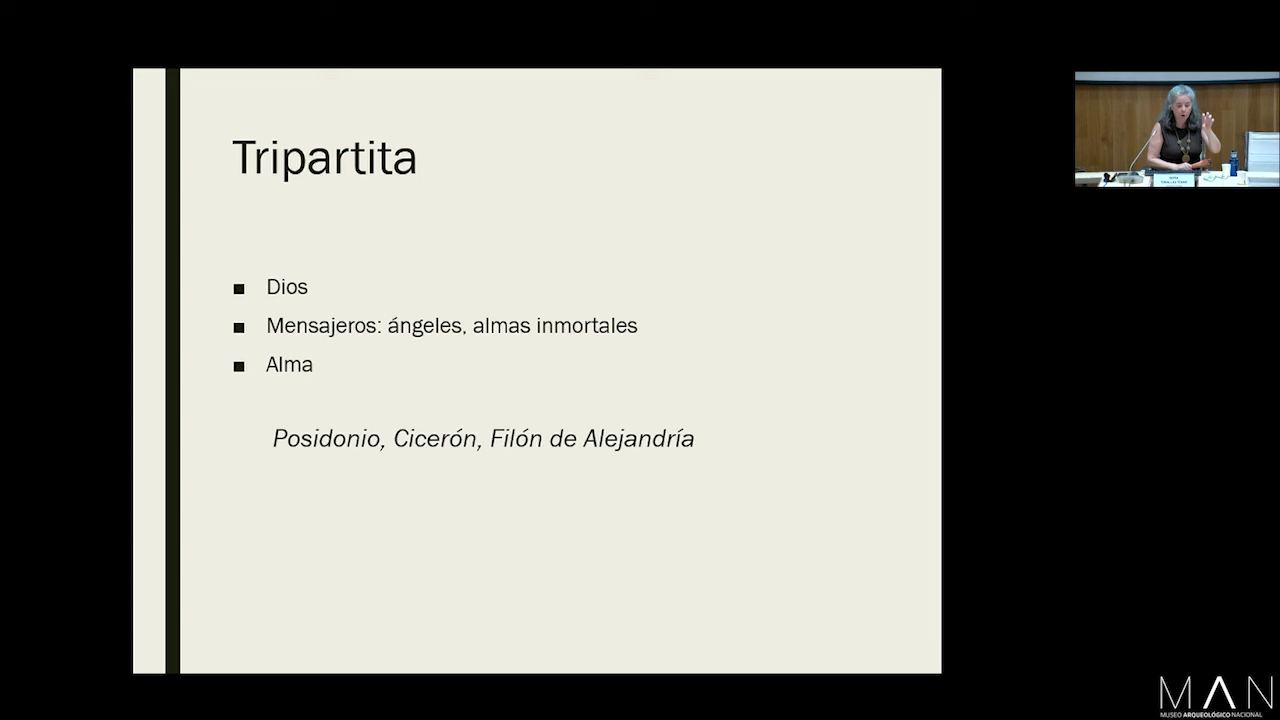 Tripartita
■ Dios
■ Mensajeros: ángeles, almas inmortales
■ Alma
Posidonio, Cicerón, Filón de Alejandría
MAN
MUSEO ARQUEOLÓGICO NACIONAL